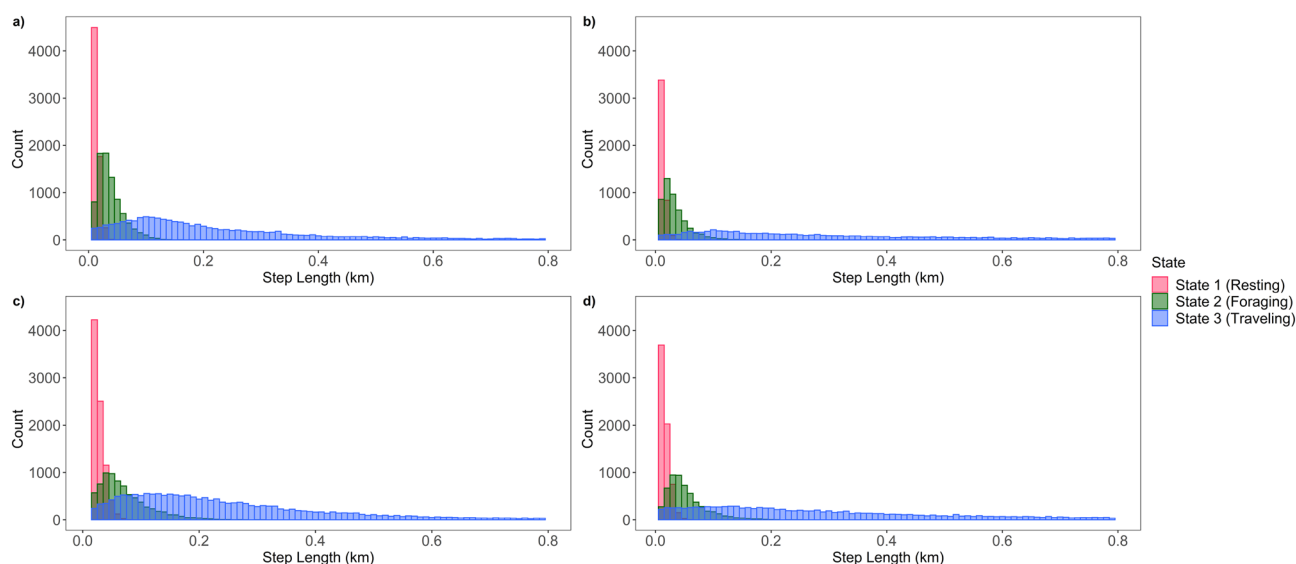 a)
4000
3000
2000
1000
0
Count
0.0 0.2 0.4 0.6 0.8
Step Length (km)
b)
4000
3000
2000
1000
0
Count
0.0 0.2 0.4 0.6 0.8
Step Length (km)
c)
4000
3000
2000
1000
0
Count
0.0 0.2 0.4 0.6 0.8
Step Length (km)
d)
4000
3000
2000
1000
0
Count
0.0 0.2 0.4 0.6 0.8
Step Length (km)
State
State 1 (Resting)
State 2 (Foraging)
State 3 (Traveling)